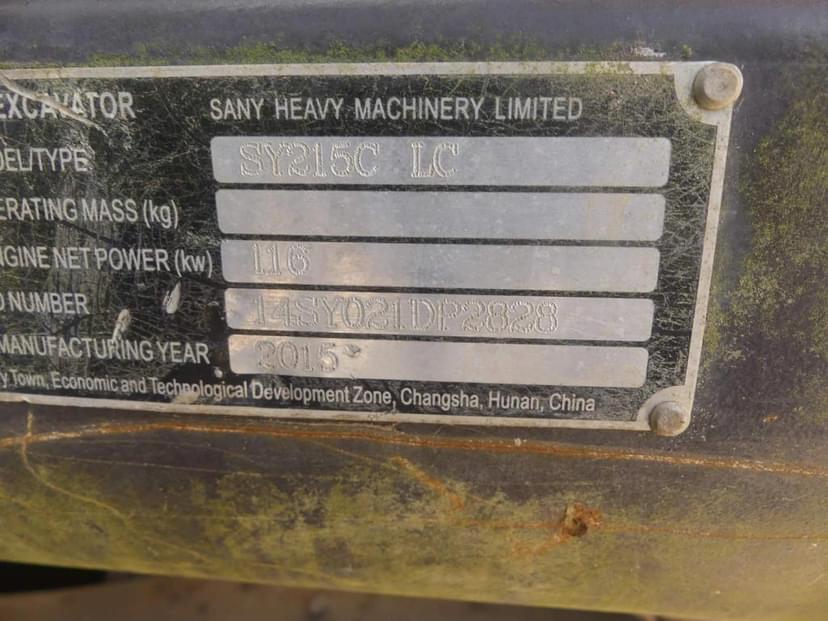 EXCAVATOR SANY HEAVY MACHINERY LIMITED
DEL/TYPE SY215C LC
ERATING MASS (kg)
NGINE NET POWER (kw) 116
D NUMBER 14SY021DP2828
MANUFACTURING YEAR 2015
y Town, Economic and Technological Development Zone, Changsha, Hunan, China